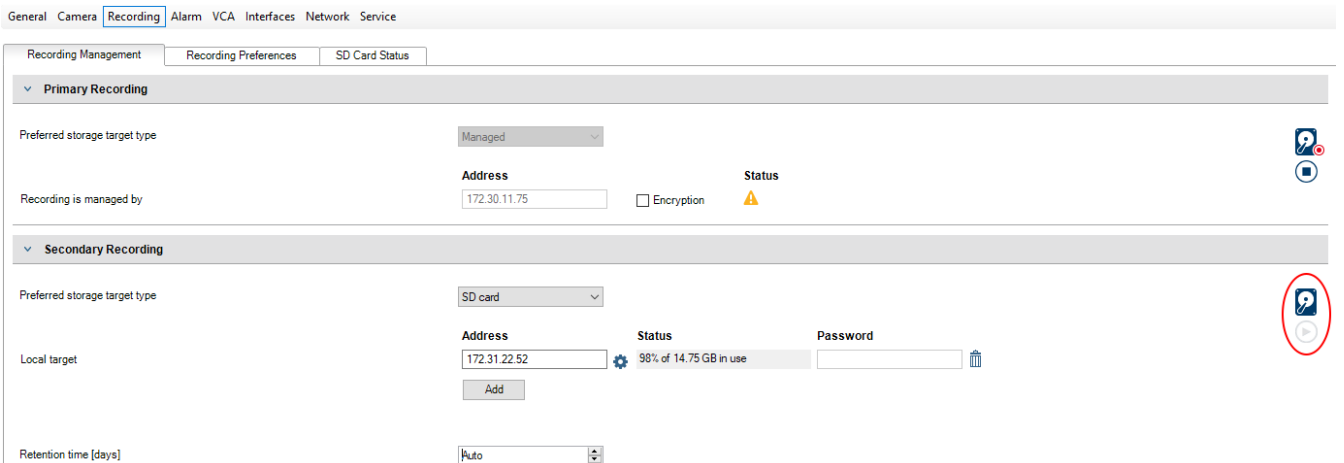 General Camera Recording Alarm VCA Interfaces Network Service
Recording Management Recording Preferences SD Card Status
Primary Recording
Preferred storage target type Managed
Address Status
Recording is managed by 172.30.11.75 Encryption
Secondary Recording
Preferred storage target type SD card
Address Status Password
Local target 172.31.22.52 98% of 14.75 GB in use
Add
Retention time [days] Auto